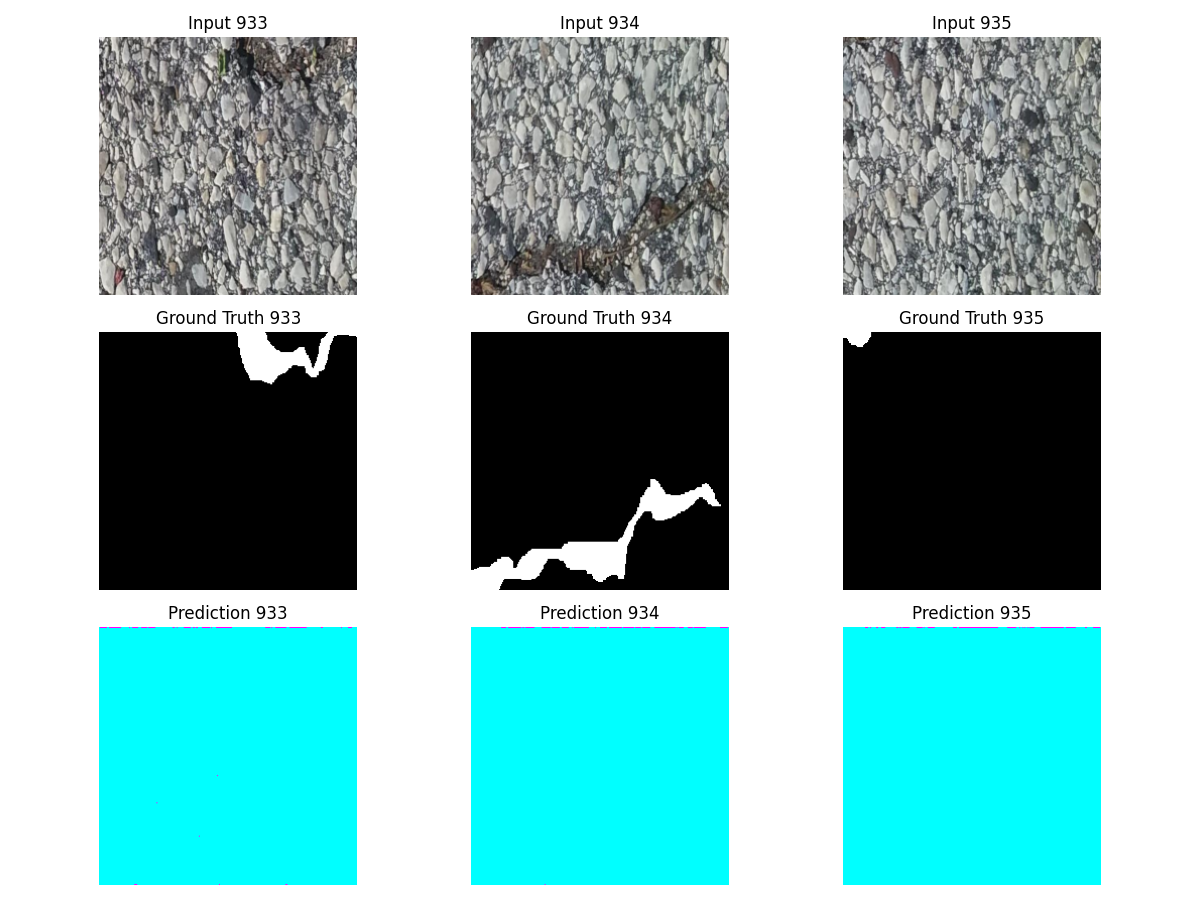 Input 933
Input 934
Input 935
Ground Truth 933
Ground Truth 934
Ground Truth 935
Prediction 933
Prediction 934
Prediction 935